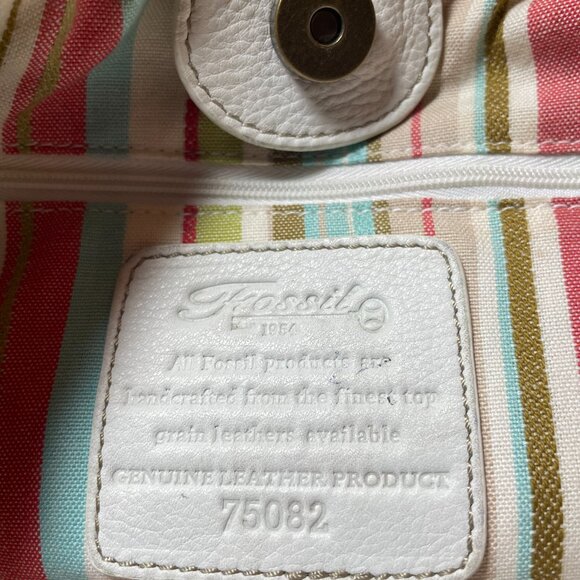 Fossil
1954
All Fossil products are
handcrafted from the finest top
grain leathers available
GENUINE LEATHER PRODUCT
75082